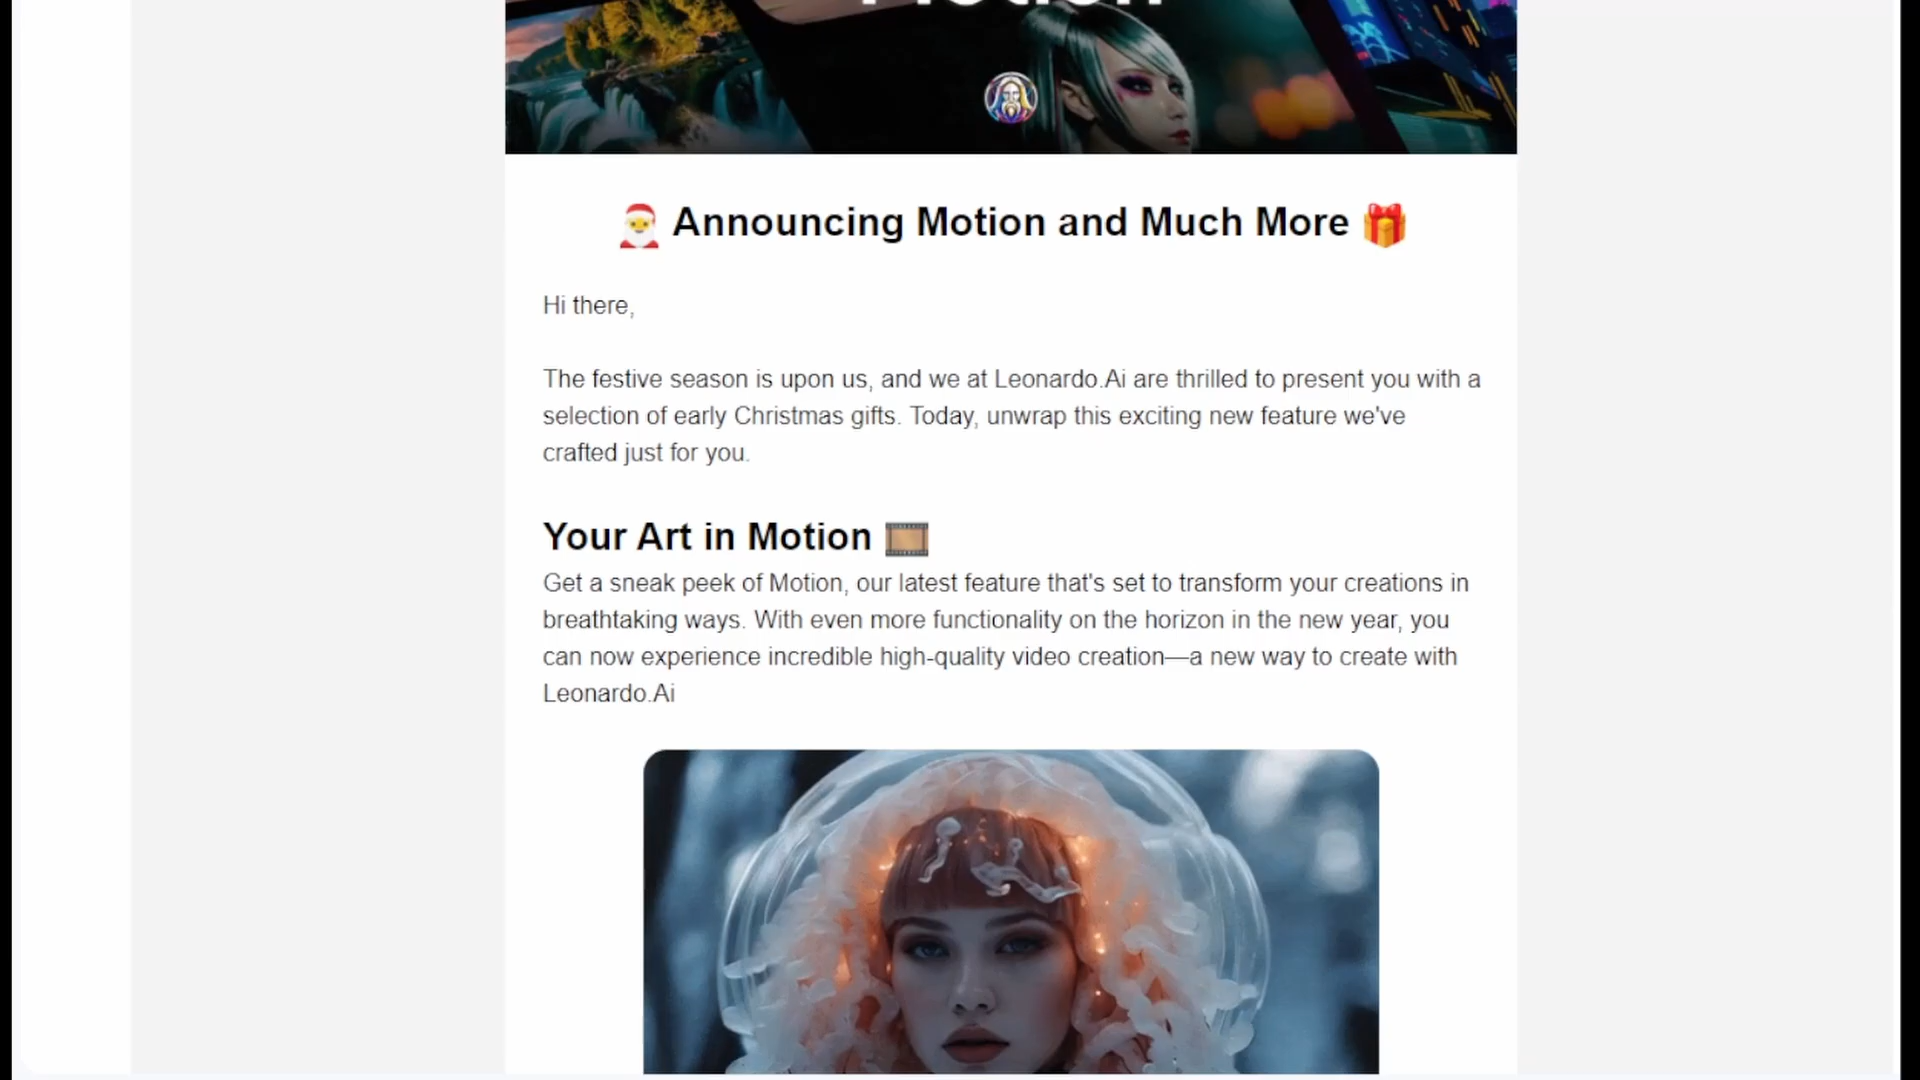 Motion
🎅 Announcing Motion and Much More 🎁
Hi there,
The festive season is upon us, and we at Leonardo.Ai are thrilled to present you with a
selection of early Christmas gifts. Today, unwrap this exciting new feature we've
crafted just for you.
Your Art in Motion 🎞️
Get a sneak peek of Motion, our latest feature that's set to transform your creations in
breathtaking ways. With even more functionality on the horizon in the new year, you
can now experience incredible high-quality video creation—a new way to create with
Leonardo.Ai